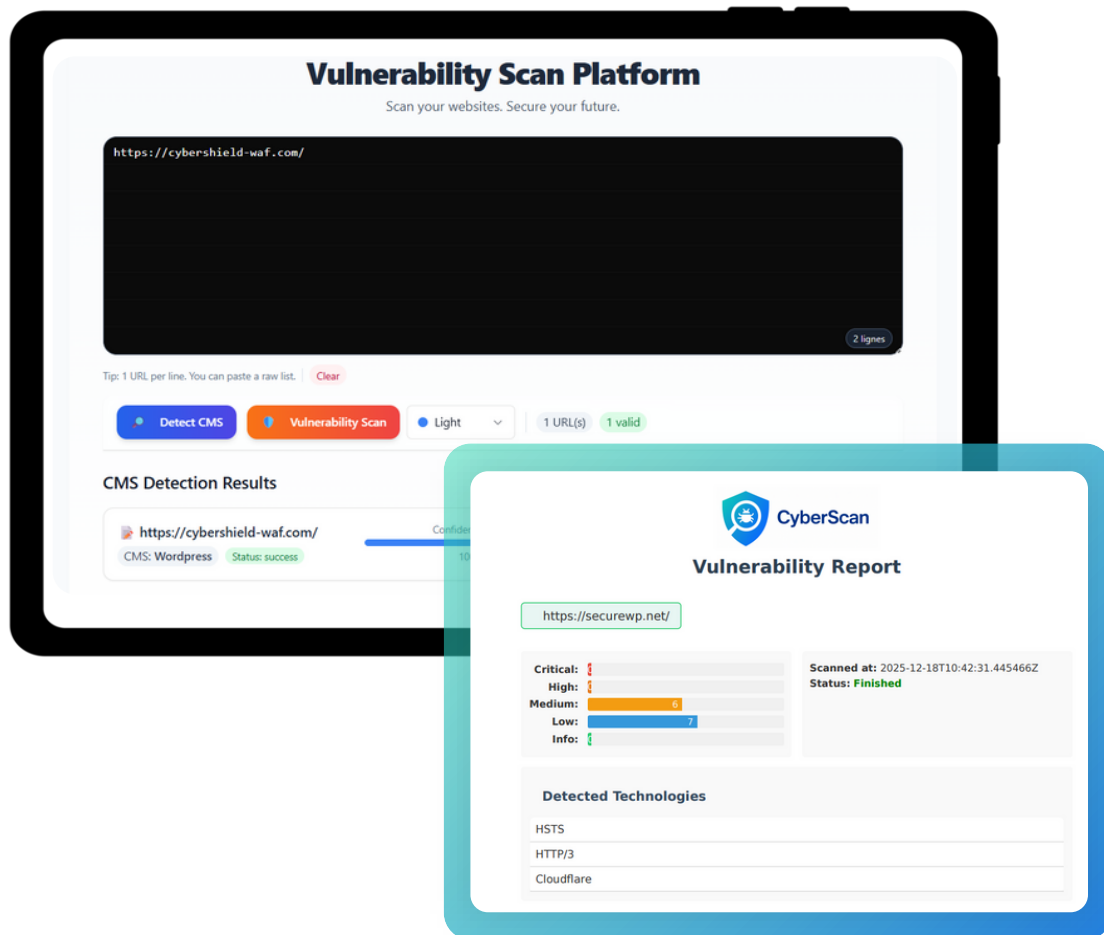 Vulnerability Scan Platform
Scan your websites. Secure your future.
https://cybershield-waf.com/
2 lignes
Tip: 1 URL per line. You can paste a raw list. Clear
Detect CMS Vulnerability Scan Light 1 URL(s) 1 valid
CMS Detection Results
https://cybershield-waf.com/
CMS: Wordpress Status: success
CyberScan
Vulnerability Report
https://securewp.net/
Critical: 0
High: 0
Medium: 6
Low: 7
Info: 0
Scanned at: 2025-12-18T10:42:31.445466Z
Status: Finished
Detected Technologies
HSTS
HTTP/3
Cloudflare